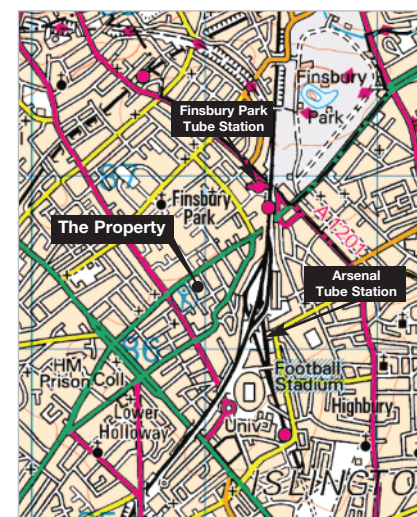 Finsbury
Park
Finsbury Park
Tube Station
87
Finsbury
Park
A1201
The Property
Arsenal
Tube Station
86
HM
Prison
Coll
Football
Stadium
Lower
Holloway
Highbury
Univ
ISLINGTO